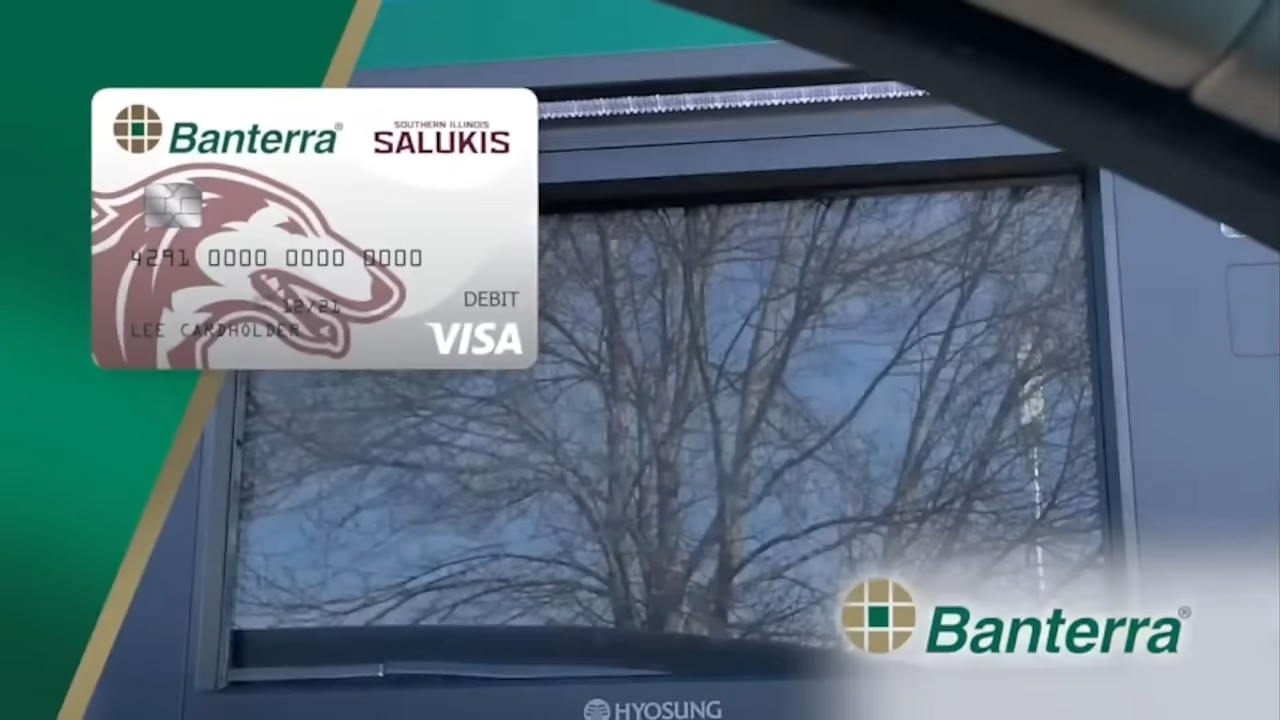 Banterra®
SOUTHERN ILLINOIS
SALUKIS
4291 0000 0000 0000
12/21
LEE CARDHOLDER
DEBIT
VISA
Banterra®
HYOSUNG